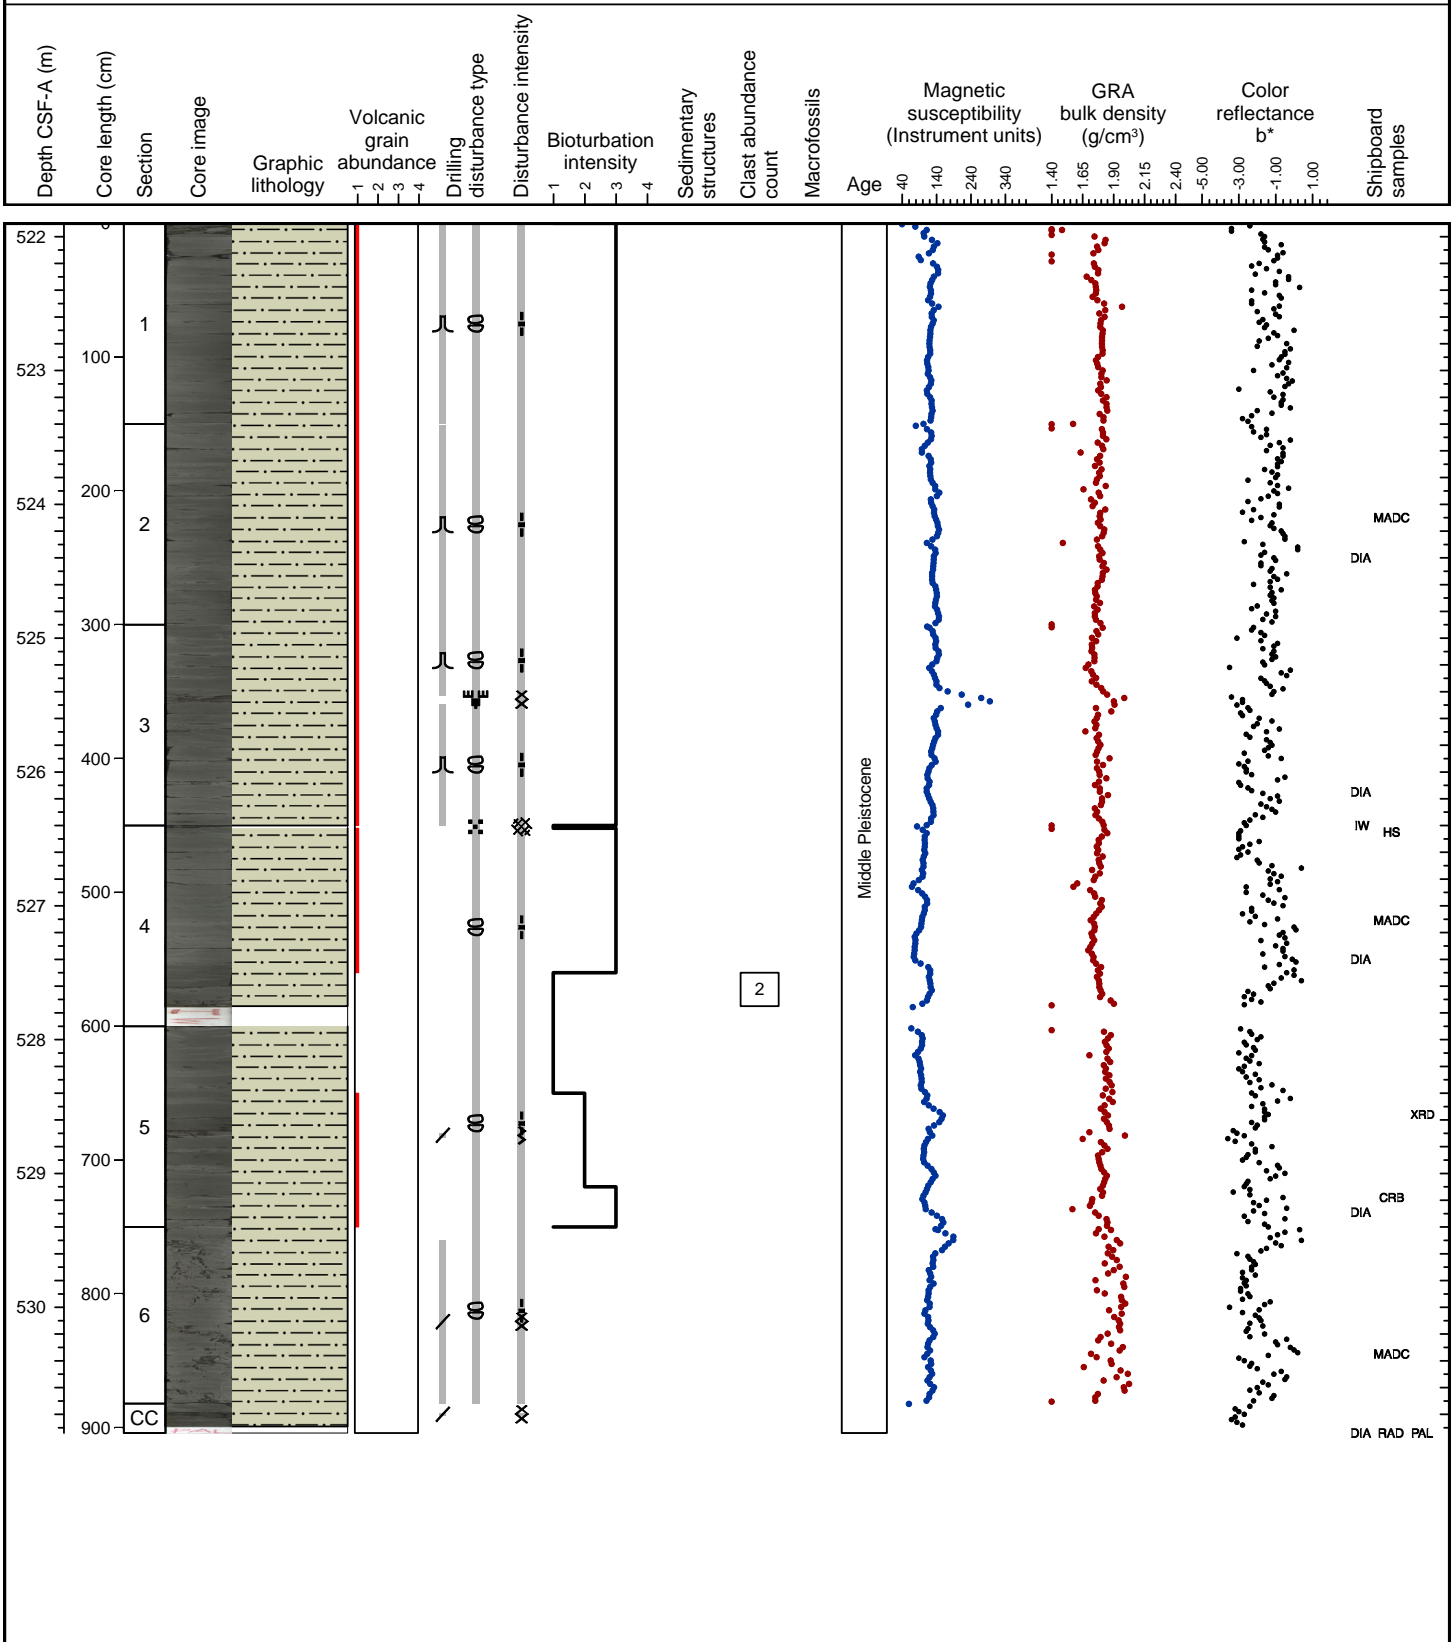 Depth CSF-A (m)
Core length (cm)
Section
Core image
Graphic
lithology
Volcanic
grain
abundance
1 2 3 4
Drilling
disturbance type
Disturbance intensity
Bioturbation
intensity
1 2 3 4
Sedimentary
structures
Clast abundance
count
Macrofossils
Age
Magnetic
susceptibility
(Instrument units)
40 140 240 340
GRA
bulk density
(g/cm³)
1.40 1.65 1.90 2.15 2.40
Color
reflectance
b*
-5.00 -3.00 -1.00 1.00
Shipboard
samples
522
523
524
525
526
527
528
529
530
0
100
200
300
400
500
600
700
800
900
1
2
3
4
5
6
CC
2
Middle Pleistocene
MADC
DIA
DIA
IW HS
MADC
DIA
XRD
CRB
DIA
MADC
DIA RAD PAL